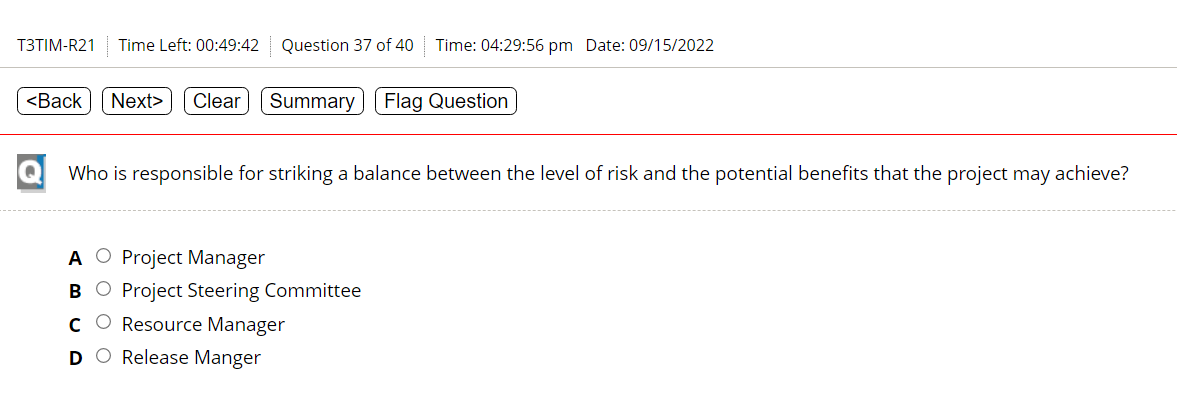 T3TIM-R21 Time Left: 00:49:42 Question 37 of 40 Time: 04:29:56 pm Date: 09/15/2022
<Back Next> Clear Summary Flag Question
Q Who is responsible for striking a balance between the level of risk and the potential benefits that the project may achieve?
A Project Manager
B Project Steering Committee
C Resource Manager
D Release Manger